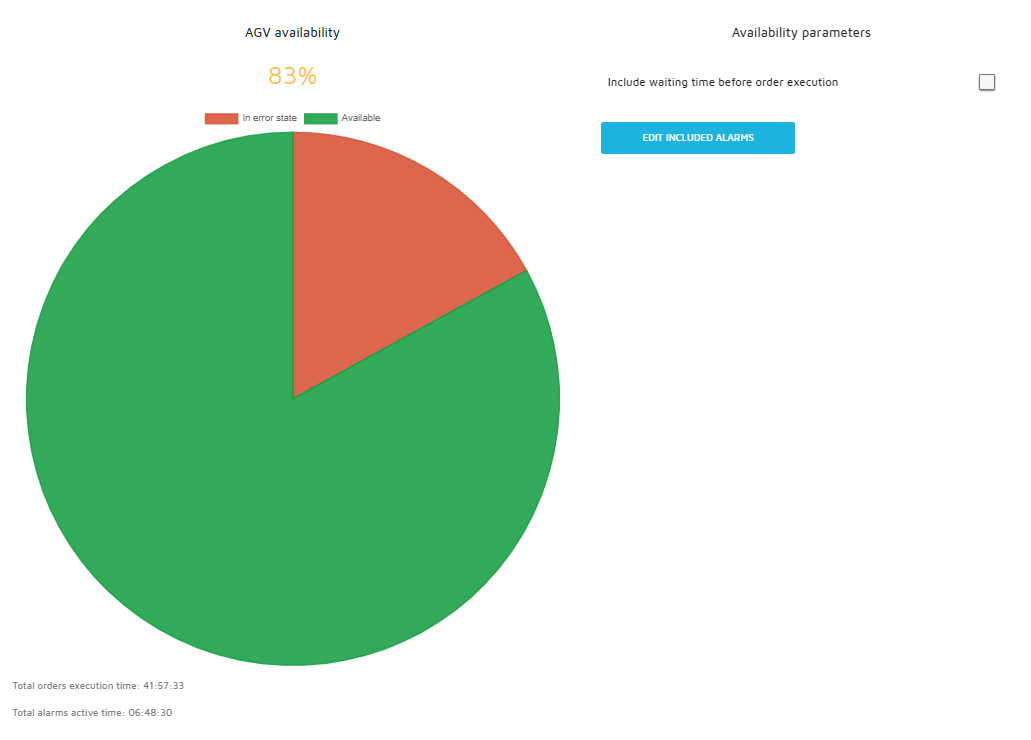 AGV availability
83%
In error state Available
Total orders execution time: 41:57:33
Total alarms active time: 06:48:30
Availability parameters
Include waiting time before order execution
EDIT INCLUDED ALARMS